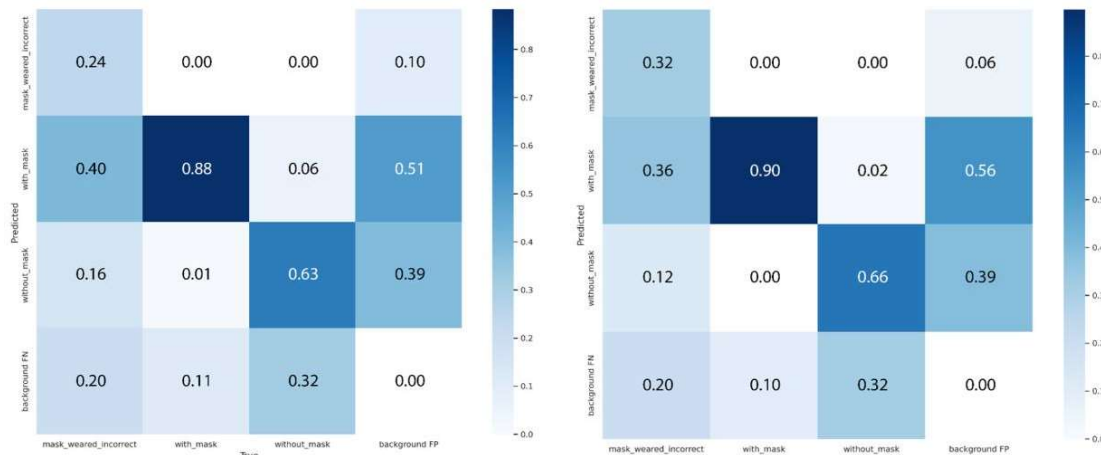 mask_weared_incorrect
0.24 0.00 0.00 0.10
with_mask
0.40 0.88 0.06 0.51
Predicted
without_mask
0.16 0.01 0.63 0.39
background FN
0.20 0.11 0.32 0.00
mask_weared_incorrect with_mask without_mask background FP
0.8
0.7
0.6
0.5
0.4
0.3
0.2
0.1
0.0
mask_weared_incorrect
0.32 0.00 0.00 0.06
with_mask
0.36 0.90 0.02 0.56
Predicted
without_mask
0.12 0.00 0.66 0.39
background FN
0.20 0.10 0.32 0.00
mask_weared_incorrect with_mask without_mask background FP